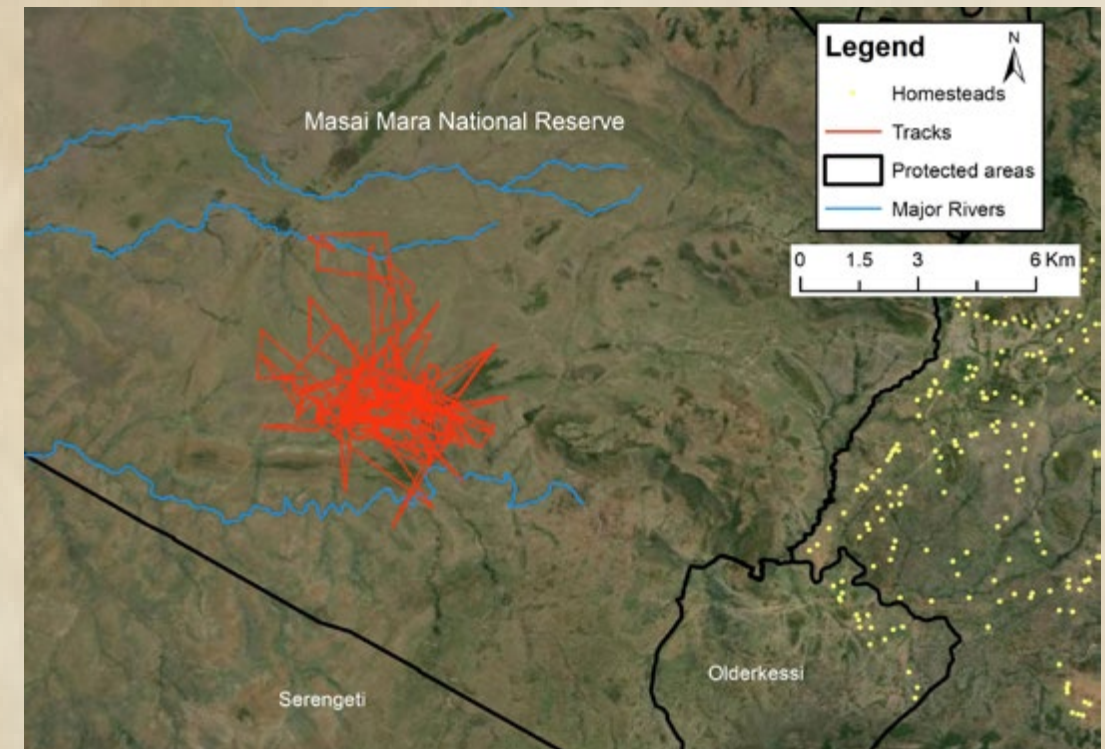 Legend
N
Homesteads
Tracks
Protected areas
Major Rivers
0 1.5 3 6 Km
Masai Mara National Reserve
Olderkessi
Serengeti